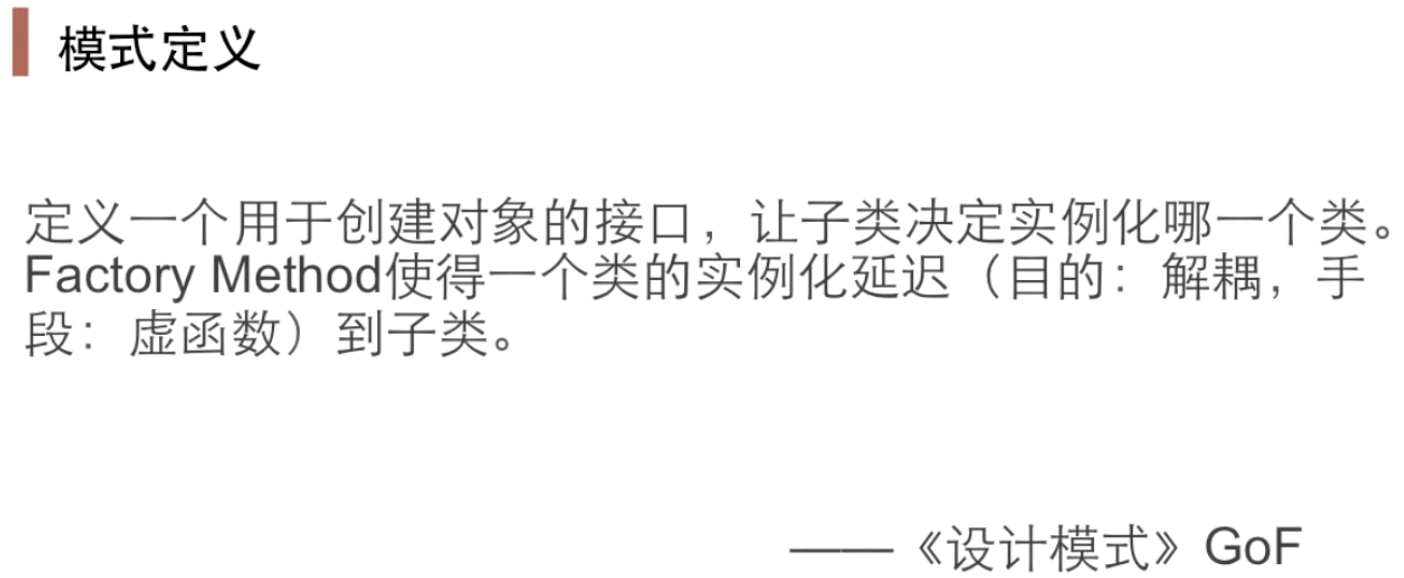 模式定义
定义一个用于创建对象的接口，让子类决定实例化哪一个类。
Factory Method使得一个类的实例化延迟（目的：解耦，手
段：虚函数）到子类。
——《设计模式》GoF